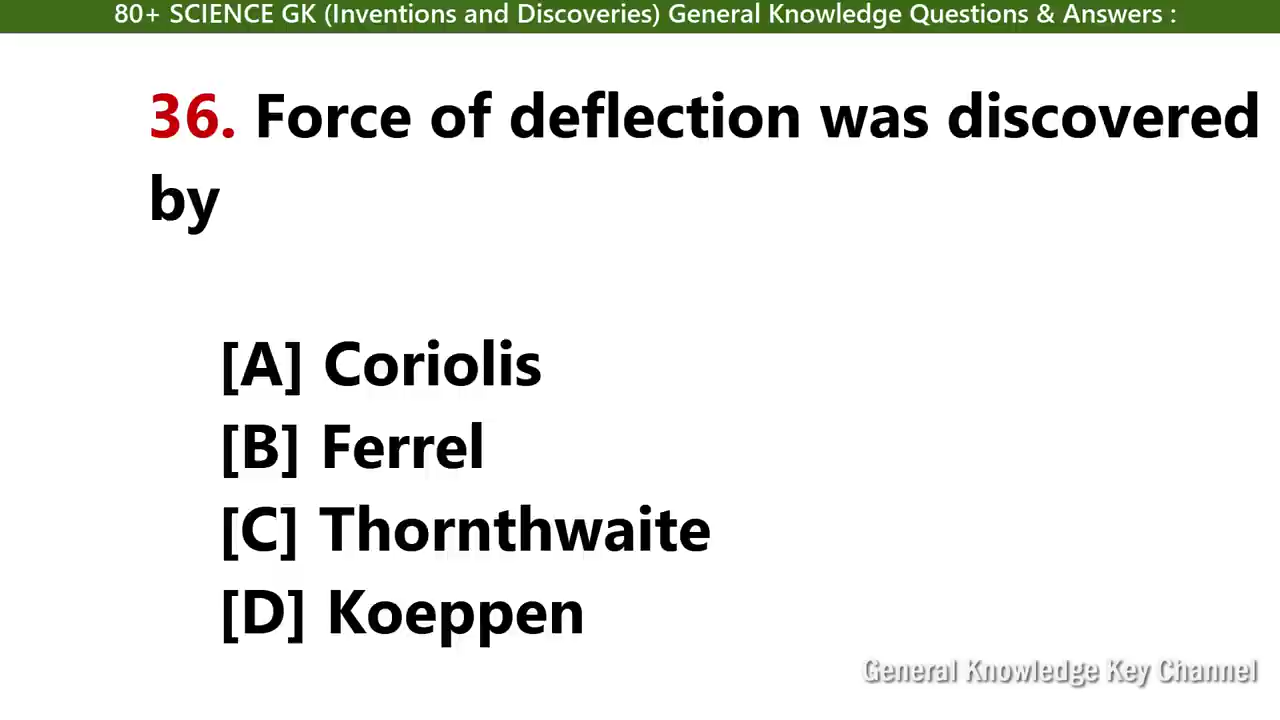 80+ SCIENCE GK (Inventions and Discoveries) General Knowledge Questions & Answers :
36. Force of deflection was discovered
by
[A] Coriolis
[B] Ferrel
[C] Thornthwaite
[D] Koeppen
General Knowledge Key Channel